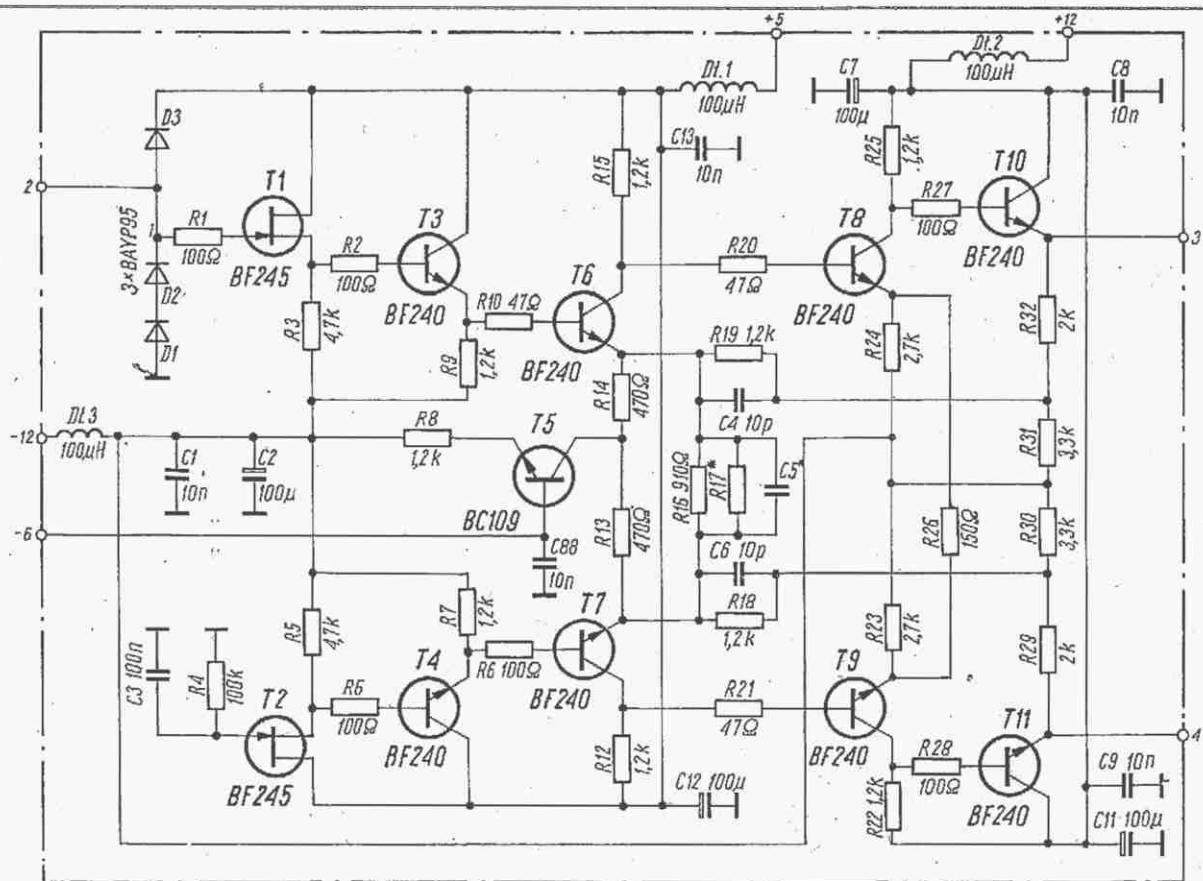 +5
+12
Dł.2
100µH
C7
100µ
C8
10n
Dł.1
100µH
D3
C13
10n
R15
1,2k
R25
1,2k
T10
2
T1
R27
100Ω
1
R1
100Ω
3×BAYP95
BF245
R2
100Ω
T3
T8
BF240
3
R20
47Ω
D2
T6
R10 47Ω
BF240
R3
4,7k
BF240
R9
1,2k
R19 1,2k
R24
2,7k
R32
2k
D1
BF240
R14
470Ω
C4 10p
-12
Dł.3
100µH
R8
1,2k
T5
R31
3,3k
C1
10n
C2
100µ
R16 910Ω
R17*
C5*
R26
150Ω
BC109
R13
470Ω
R30
3,3k
-6
C88
10n
C6 10p
R5
4,7k
R7
1,2k
T7
R18
1,2k
R23
2,7k
R29
2k
C3 100n
R4
100k
T4
R6 100Ω
T9
T2
R6
100Ω
BF240
R21
47Ω
T11
4
BF240
BF240
R28
100Ω
BF245
R12
1,2k
C12 100µ
R22 1,2k
BF240
C9 10n
C11 100µ